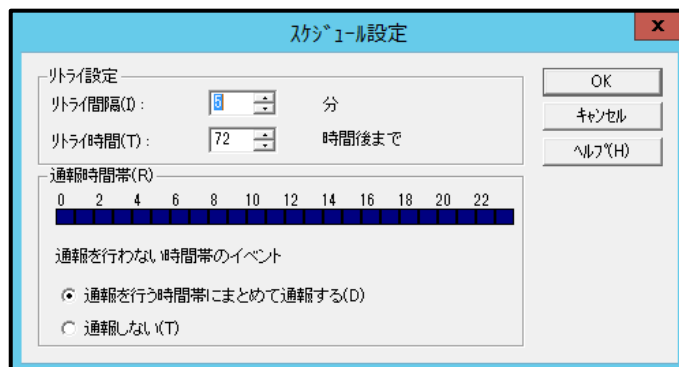 ｽｹｼﾞｭｰﾙ設定
x
ﾘﾄﾗｲ設定
ﾘﾄﾗｲ間隔(I)： 5 分
ﾘﾄﾗｲ時間(T)： 72 時間後まで
OK
ｷｬﾝｾﾙ
ﾍﾙﾌﾟ(H)
通報時間帯(R)
0 2 4 6 8 10 12 14 16 18 20 22
通報を行わない時間帯のイベント
通報を行う時間帯にまとめて通報する(D)
通報しない(T)